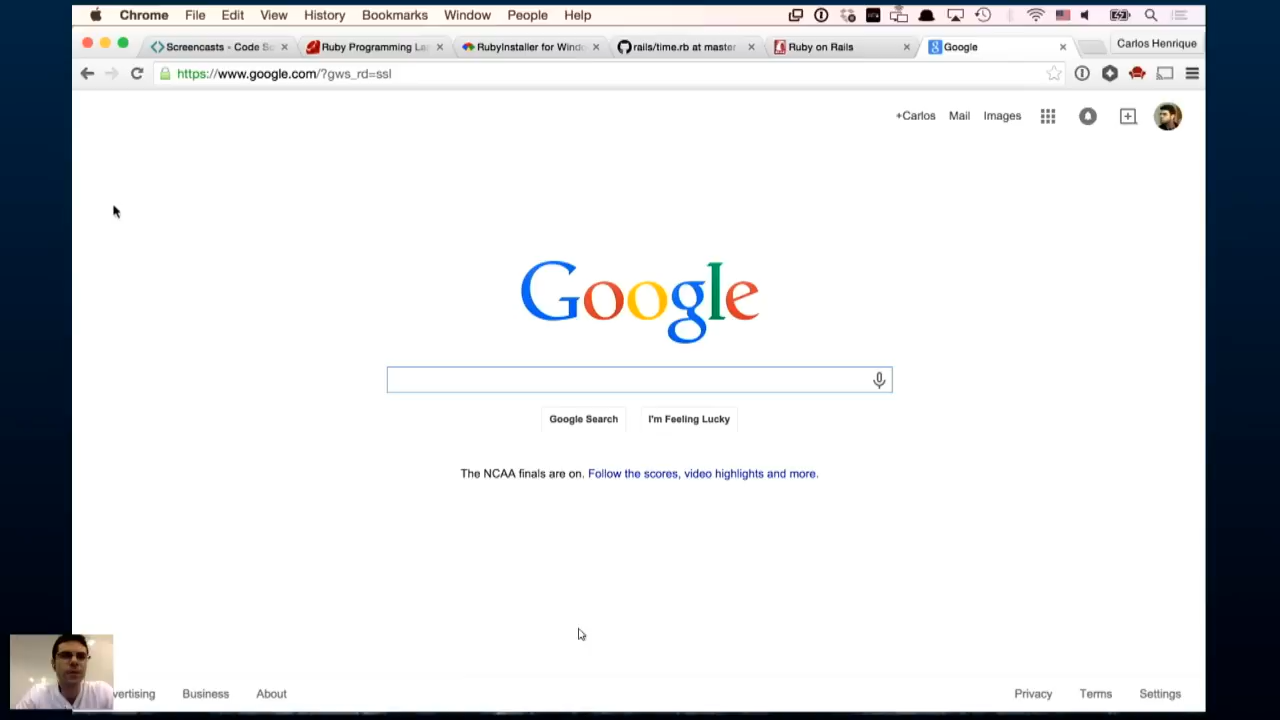 Chrome File Edit View History Bookmarks Window People Help
Screencasts - Code Sc
Ruby Programming La
RubyInstaller for Windo
rails/time.rb at master
Ruby on Rails
Google
Carlos Henrique
https://www.google.com/?gws_rd=ssl
+Carlos Mail Images
Google
Google Search I'm Feeling Lucky
The NCAA finals are on. Follow the scores, video highlights and more.
vertising Business About Privacy Terms Settings